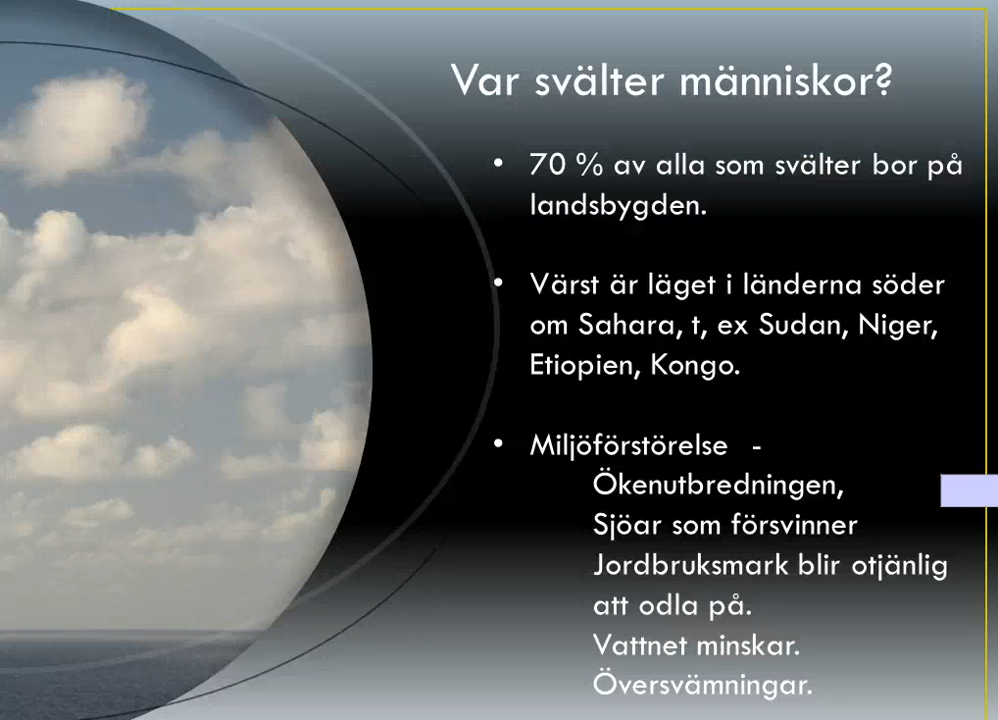 Var svälter människor?
• 70 % av alla som svälter bor på
landsbygden.
• Värst är läget i länderna söder
om Sahara, t, ex Sudan, Niger,
Etiopien, Kongo.
• Miljöförstörelse -
Ökenutbredningen,
Sjöar som försvinner
Jordbruksmark blir otjänlig
att odla på.
Vattnet minskar.
Översvämningar.